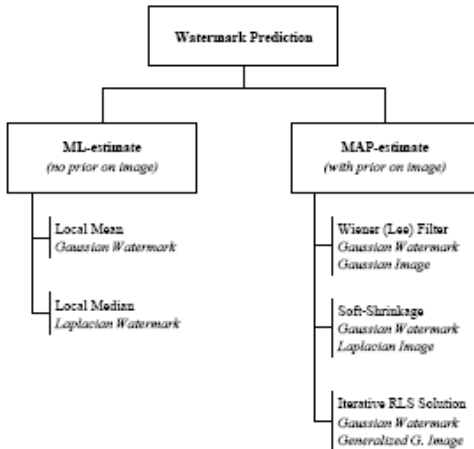 Watermark Prediction
ML-estimate
(no prior on image)
MAP-estimate
(with prior on image)
Local Mean
Gaussian Watermark
Local Median
Laplacian Watermark
Wiener (Lee) Filter
Gaussian Watermark
Gaussian Image
Soft-Shrinkage
Gaussian Watermark
Laplacian Image
Iterative RLS Solution
Gaussian Watermark
Generalized G. Image